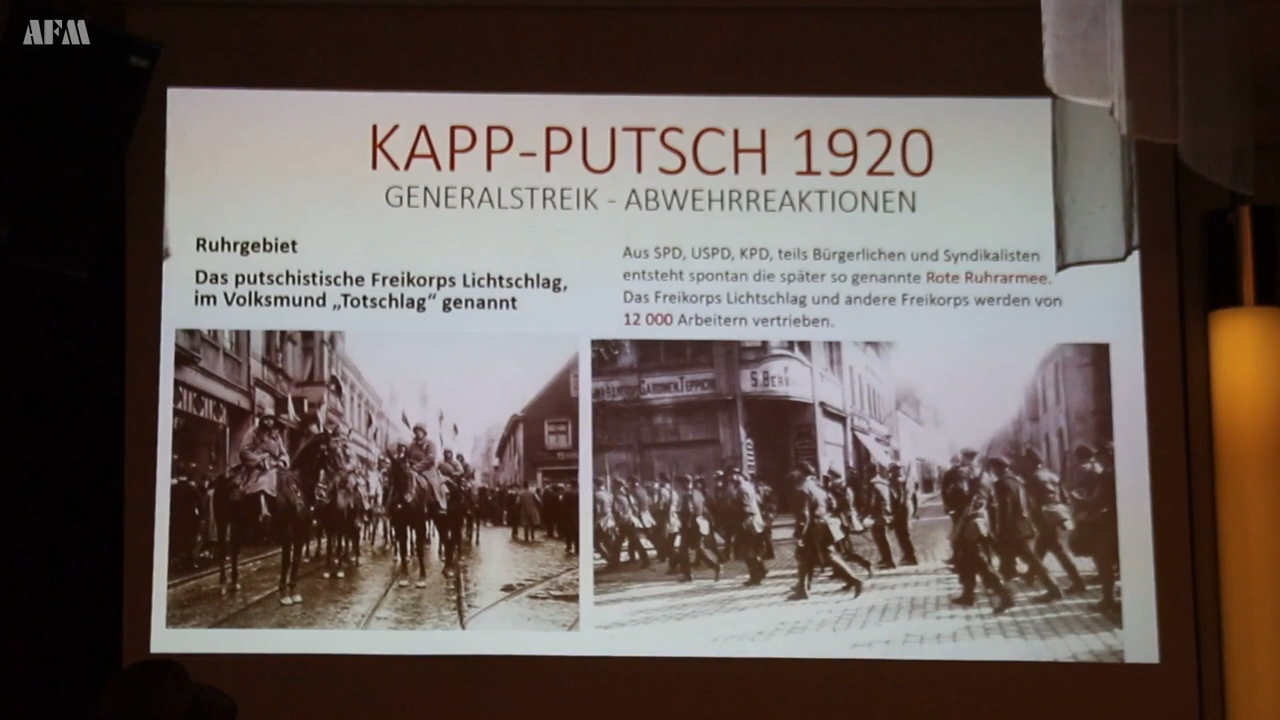 AFM
KAPP-PUTSCH 1920
GENERALSTREIK - ABWEHRREAKTIONEN
Ruhrgebiet
Das putschistische Freikorps Lichtschlag,
im Volksmund „Totschlag“ genannt
Aus SPD, USPD, KPD, teils Bürgerlichen und Syndikalisten
entsteht spontan die später so genannte Rote Ruhrarmee.
Das Freikorps Lichtschlag und andere Freikorps werden von
12 000 Arbeitern vertrieben.
GARDINEN TEPPICH
S. BER